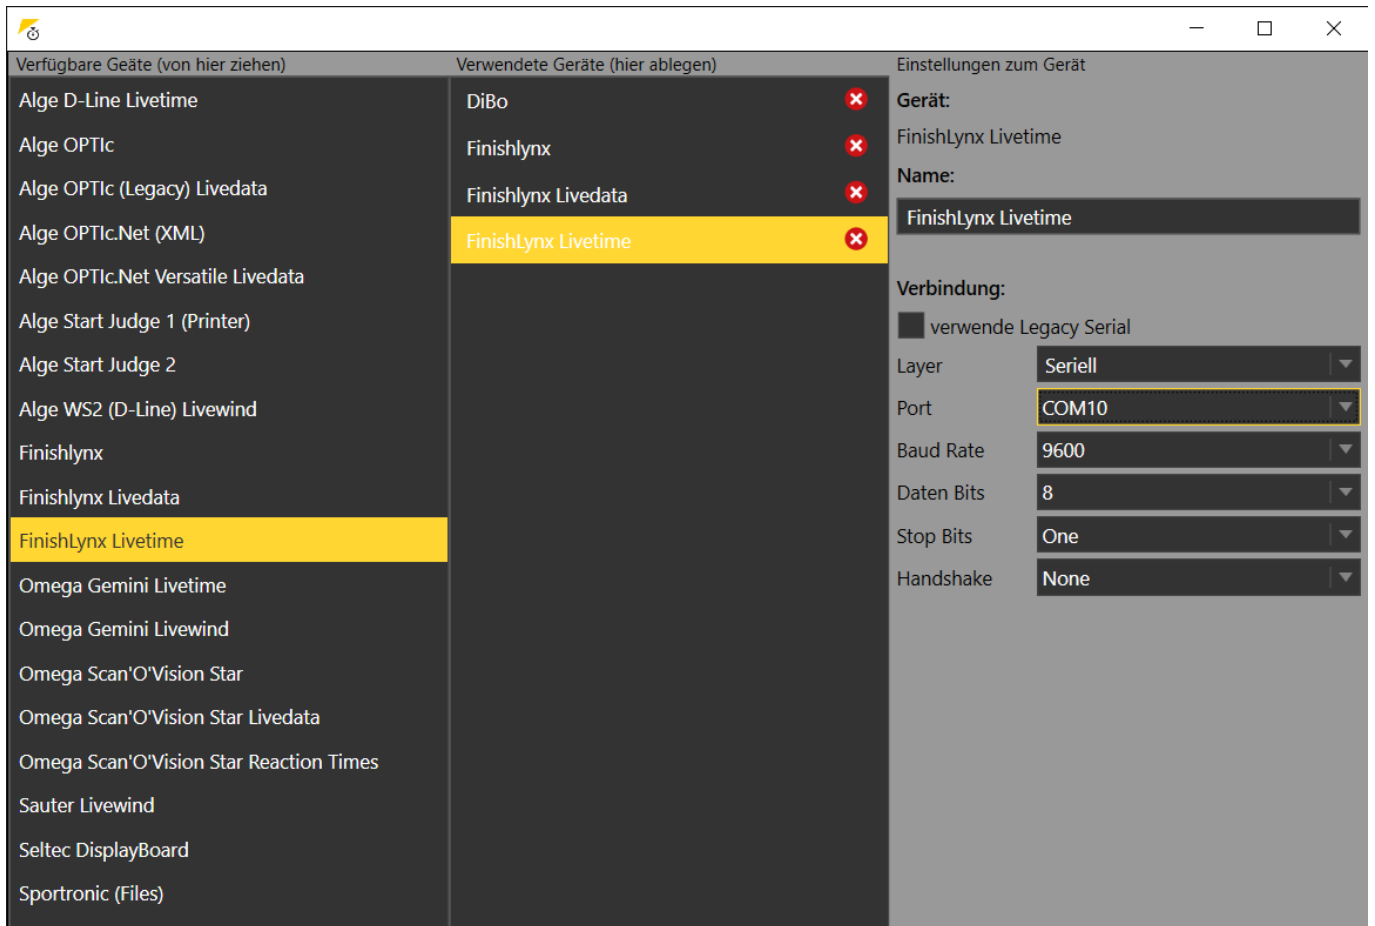 Verfügbare Geäte (von hier ziehen)
Alge D-Line Livetime
Alge OPTIc
Alge OPTIc (Legacy) Livedata
Alge OPTIc.Net (XML)
Alge OPTIc.Net Versatile Livedata
Alge Start Judge 1 (Printer)
Alge Start Judge 2
Alge WS2 (D-Line) Livewind
Finishlynx
Finishlynx Livedata
FinishLynx Livetime
Omega Gemini Livetime
Omega Gemini Livewind
Omega Scan'O'Vision Star
Omega Scan'O'Vision Star Livedata
Omega Scan'O'Vision Star Reaction Times
Sauter Livewind
Seltec DisplayBoard
Sportronic (Files)
Verwendete Geräte (hier ablegen)
DiBo
Finishlynx
Finishlynx Livedata
FinishLynx Livetime
Einstellungen zum Gerät
Gerät:
FinishLynx Livetime
Name:
FinishLynx Livetime
Verbindung:
verwende Legacy Serial
Layer Seriell
Port COM10
Baud Rate 9600
Daten Bits 8
Stop Bits One
Handshake None